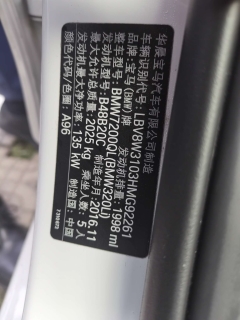 华晨宝马汽车有限公司制造
车辆识别代号：LBV8W3103HMG92261
品牌：宝马(BMW)牌 发动机排量：1998 ml
整车型号：BMW7200QL(BMW320Li)
发动机型号：B48B20C 制造年月：2016.11
最大允许总质量：2025 kg 乘坐人数：5人
发动机最大净功率：135 kW 制造国：中国
颜色代码：色圈：A96